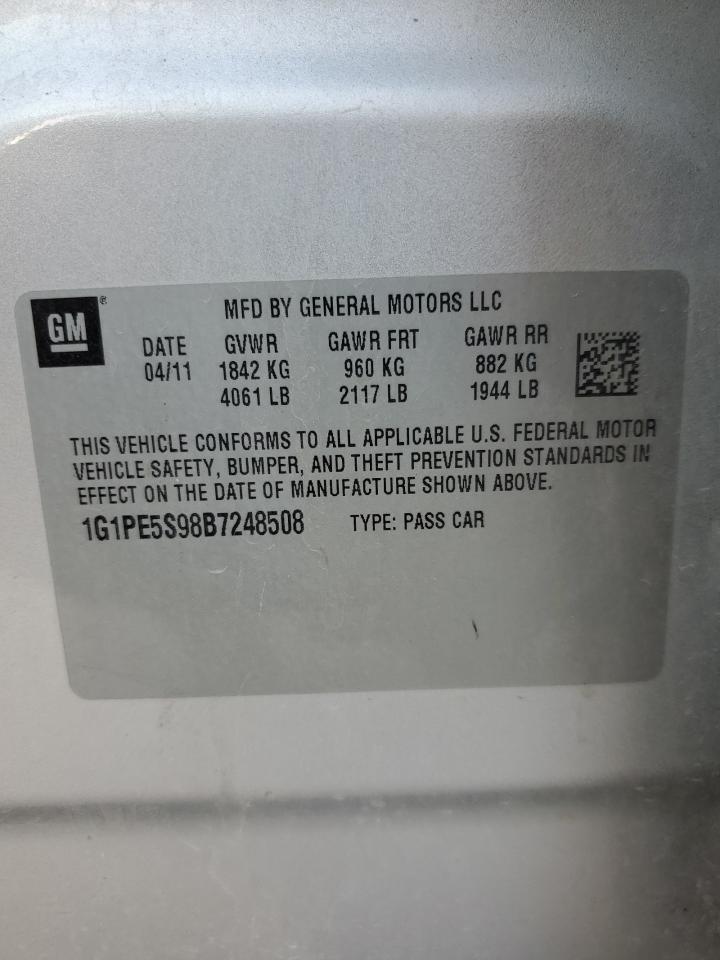 GM®
MFD BY GENERAL MOTORS LLC
DATE GVWR GAWR FRT GAWR RR
04/11 1842 KG 960 KG 882 KG
4061 LB 2117 LB 1944 LB
THIS VEHICLE CONFORMS TO ALL APPLICABLE U.S. FEDERAL MOTOR
VEHICLE SAFETY, BUMPER, AND THEFT PREVENTION STANDARDS IN
EFFECT ON THE DATE OF MANUFACTURE SHOWN ABOVE.
1G1PE5S98B7248508 TYPE: PASS CAR